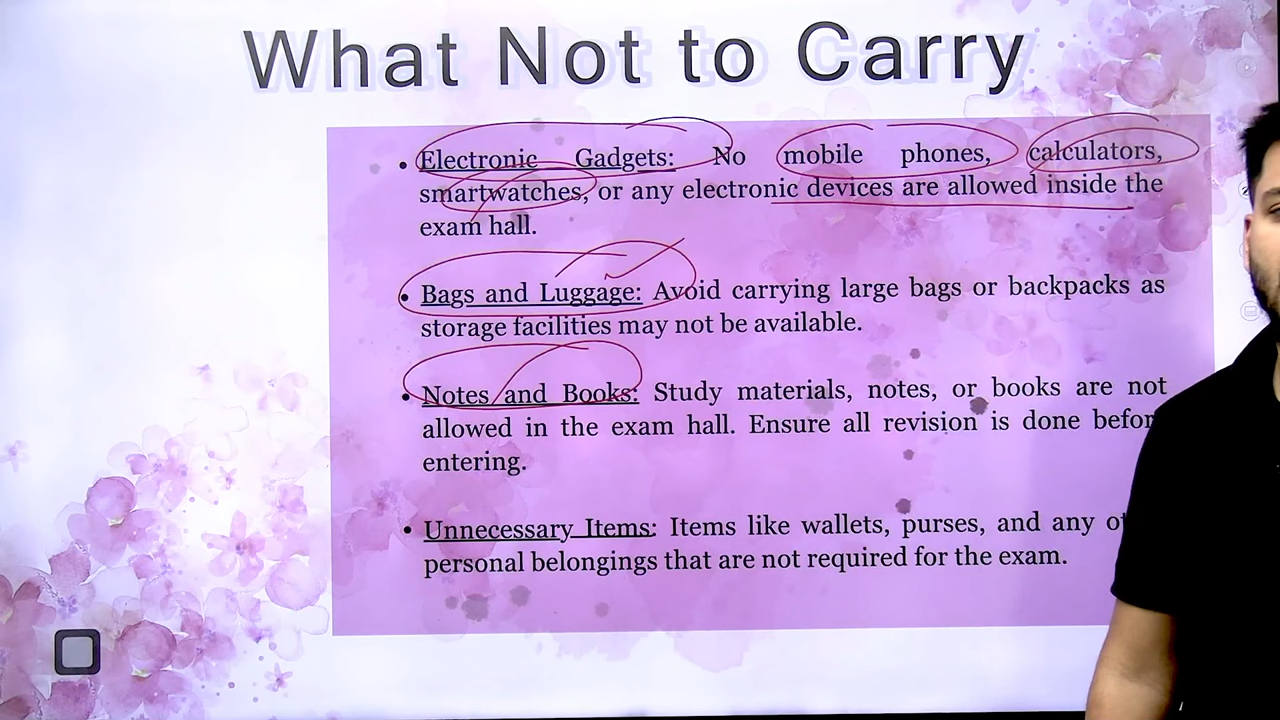 What Not to Carry
• Electronic Gadgets: No mobile phones, calculators,
smartwatches, or any electronic devices are allowed inside the
exam hall.
• Bags and Luggage: Avoid carrying large bags or backpacks as
storage facilities may not be available.
• Notes and Books: Study materials, notes, or books are not
allowed in the exam hall. Ensure all revision is done befor
entering.
• Unnecessary Items: Items like wallets, purses, and any
personal belongings that are not required for the exam.